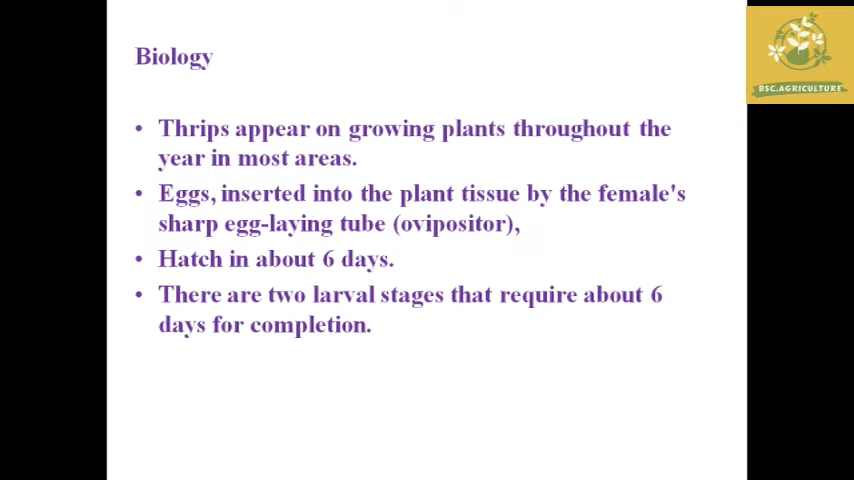 Biology
BSC.AGRICULTURE
• Thrips appear on growing plants throughout the
year in most areas.
• Eggs, inserted into the plant tissue by the female's
sharp egg-laying tube (ovipositor),
• Hatch in about 6 days.
• There are two larval stages that require about 6
days for completion.